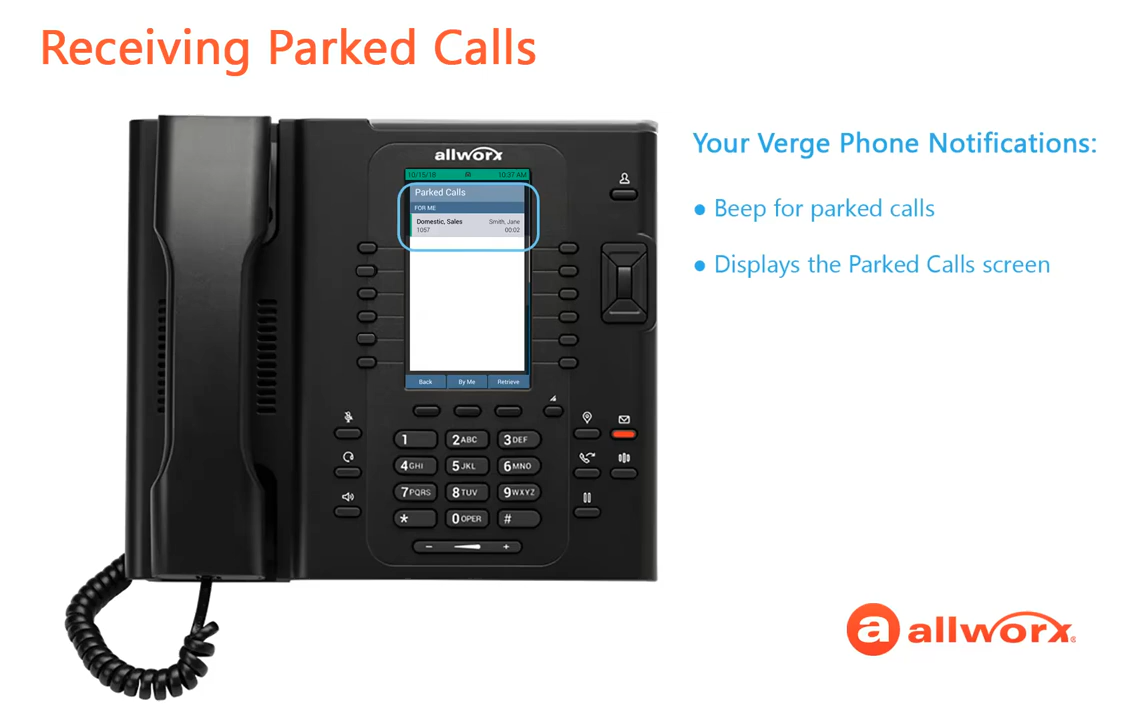 Receiving Parked Calls
allworx
10/15/18 10:37 AM
Parked Calls
FOR ME
Domestic, Sales Smith, Jane
1057 00:02
Back By Me Retrieve
1 2ABC 3DEF
4GHI 5JKL 6MNO
7PQRS 8TUV 9WXYZ
* 0OPER #
− +
Your Verge Phone Notifications:
● Beep for parked calls
● Displays the Parked Calls screen
a allworx®